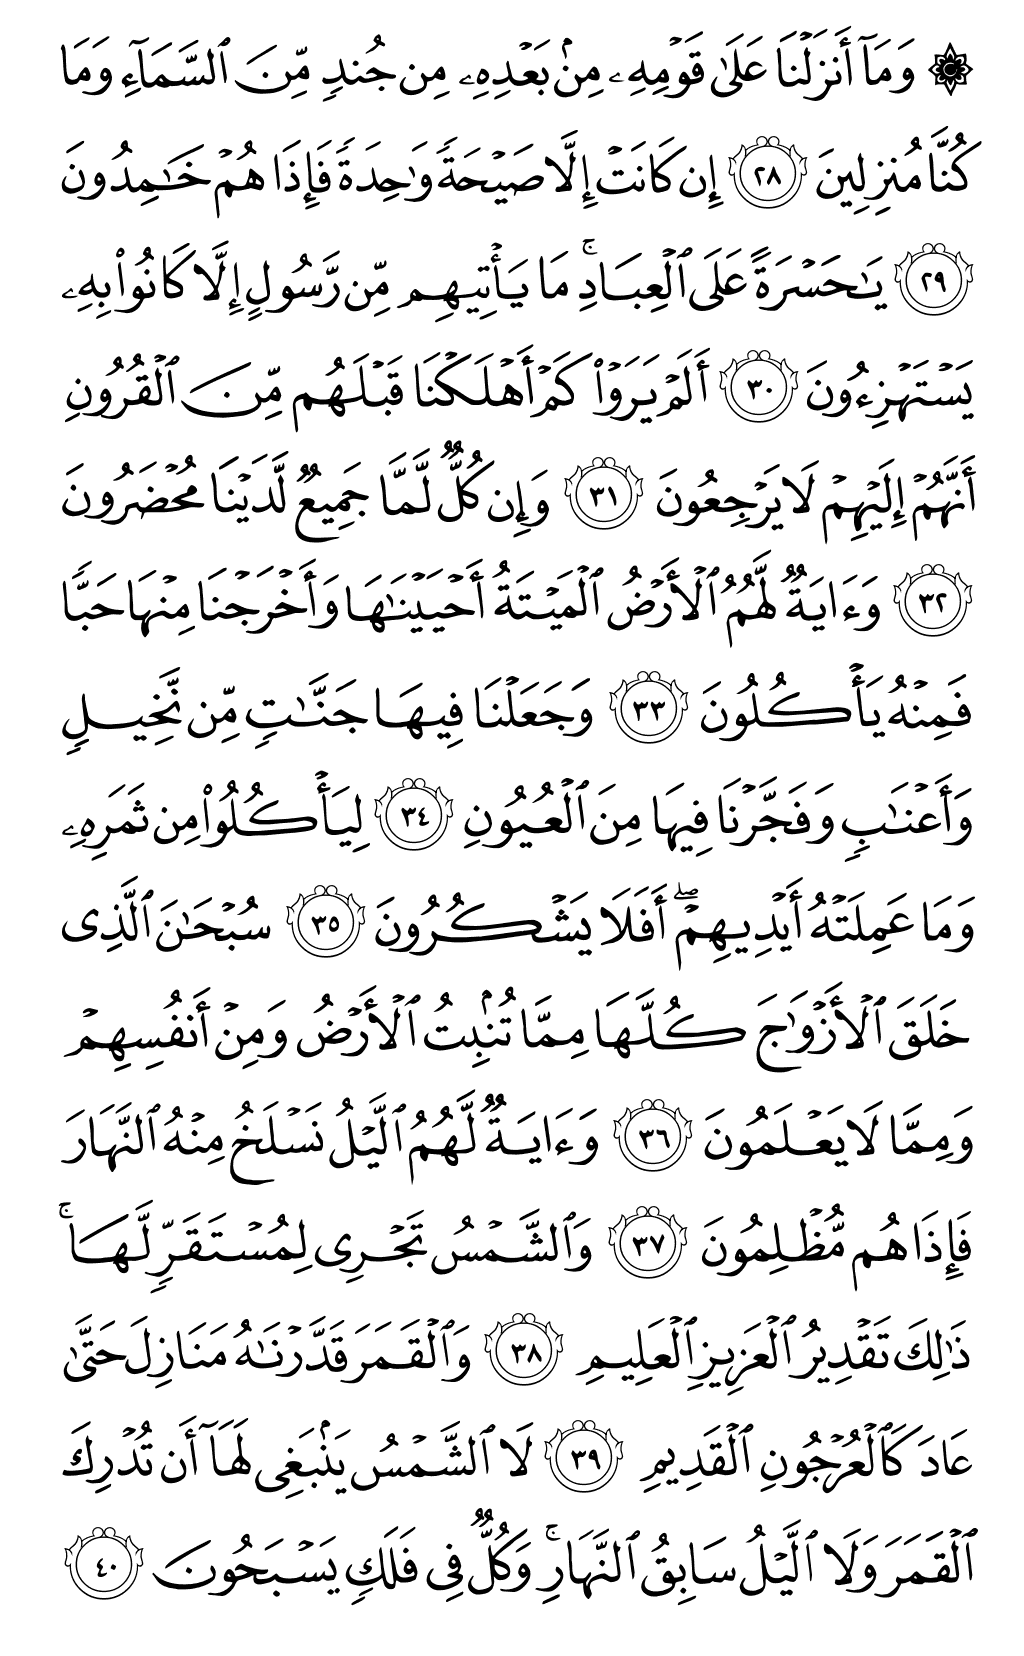 ۞ وَمَآ أَنزَلْنَا عَلَىٰ قَوْمِهِۦ مِنۢ بَعْدِهِۦ مِن جُندٍ مِّنَ ٱلسَّمَآءِ وَمَا
كُنَّا مُنزِلِينَ ٢٨ إِن كَانَتْ إِلَّا صَيْحَةً وَٰحِدَةً فَإِذَا هُمْ خَـٰمِدُونَ
٢٩ يَـٰحَسْرَةً عَلَى ٱلْعِبَادِ ۚ مَا يَأْتِيهِم مِّن رَّسُولٍ إِلَّا كَانُوا۟ بِهِۦ
يَسْتَهْزِءُونَ ٣٠ أَلَمْ يَرَوْا۟ كَمْ أَهْلَكْنَا قَبْلَهُم مِّنَ ٱلْقُرُونِ
أَنَّهُمْ إِلَيْهِمْ لَا يَرْجِعُونَ ٣١ وَإِن كُلٌّ لَّمَّا جَمِيعٌ لَّدَيْنَا مُحْضَرُونَ
٣٢ وَءَايَةٌ لَّهُمُ ٱلْأَرْضُ ٱلْمَيْتَةُ أَحْيَيْنَـٰهَا وَأَخْرَجْنَا مِنْهَا حَبًّا
فَمِنْهُ يَأْكُلُونَ ٣٣ وَجَعَلْنَا فِيهَا جَنَّـٰتٍ مِّن نَّخِيلٍ
وَأَعْنَـٰبٍ وَفَجَّرْنَا فِيهَا مِنَ ٱلْعُيُونِ ٣٤ لِيَأْكُلُوا۟ مِن ثَمَرِهِۦ
وَمَا عَمِلَتْهُ أَيْدِيهِمْ ۖ أَفَلَا يَشْكُرُونَ ٣٥ سُبْحَـٰنَ ٱلَّذِى
خَلَقَ ٱلْأَزْوَٰجَ كُلَّهَا مِمَّا تُنۢبِتُ ٱلْأَرْضُ وَمِنْ أَنفُسِهِمْ
وَمِمَّا لَا يَعْلَمُونَ ٣٦ وَءَايَةٌ لَّهُمُ ٱلَّيْلُ نَسْلَخُ مِنْهُ ٱلنَّهَارَ
فَإِذَا هُم مُّظْلِمُونَ ٣٧ وَٱلشَّمْسُ تَجْرِى لِمُسْتَقَرٍّ لَّهَا ۚ
ذَٰلِكَ تَقْدِيرُ ٱلْعَزِيزِ ٱلْعَلِيمِ ٣٨ وَٱلْقَمَرَ قَدَّرْنَـٰهُ مَنَازِلَ حَتَّىٰ
عَادَ كَٱلْعُرْجُونِ ٱلْقَدِيمِ ٣٩ لَا ٱلشَّمْسُ يَنۢبَغِى لَهَآ أَن تُدْرِكَ
ٱلْقَمَرَ وَلَا ٱلَّيْلُ سَابِقُ ٱلنَّهَارِ ۚ وَكُلٌّ فِى فَلَكٍ يَسْبَحُونَ ٤٠